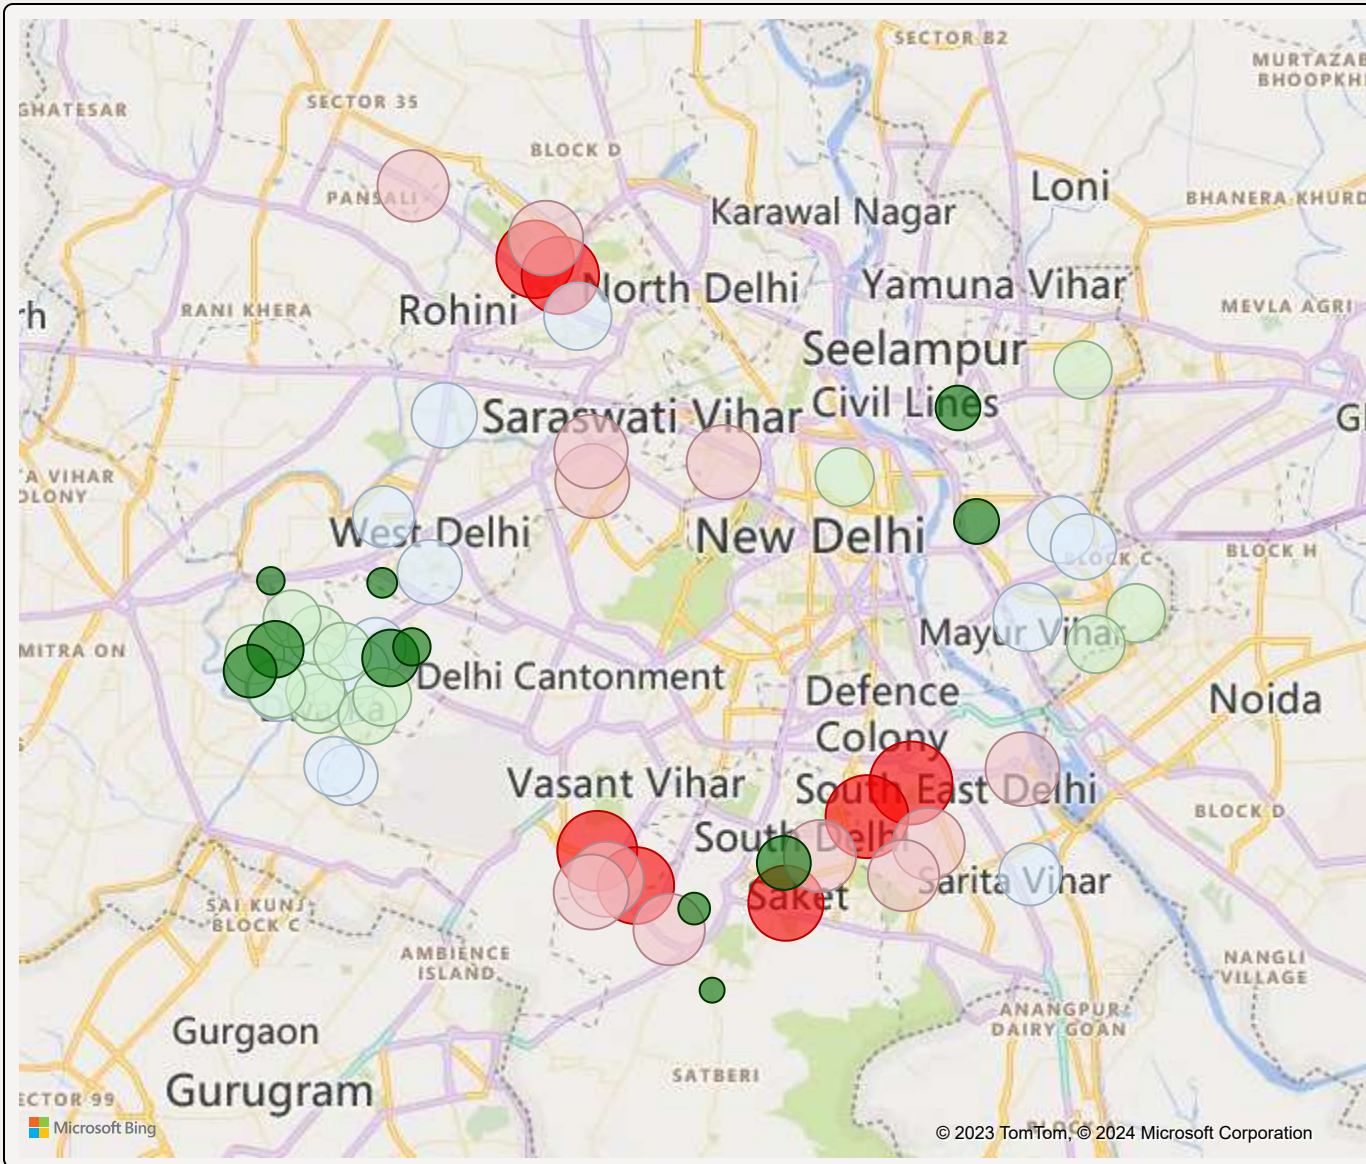 SECTOR B2
MURTAZAB
BHOOPKH
GHATESAR
SECTOR 35
BLOCK D
PANSALI
Loni
BHANERA KHURD
Karawal Nagar
North Delhi
Yamuna Vihar
RANI KHERA
Rohini
MEVLA AGRI
rh
Seelampur
Civil Lines
Saraswati Vihar
G
A VIHAR
OLONY
West Delhi
New Delhi
BLOCK C
BLOCK H
Mayur Vihar
MITRA ON
Delhi Cantonment
Defence
Colony
Noida
Vasant Vihar
South East Delhi
BLOCK D
South Delhi
Saket
Sarita Vihar
SAI KUNJ
BLOCK C
AMBIENCE
ISLAND
NANGLI
VILLAGE
ANANGPUR
DAIRY GOAN
Gurgaon
SATBERI
Gurugram
ECTOR 99
Microsoft Bing
© 2023 TomTom, © 2024 Microsoft Corporation